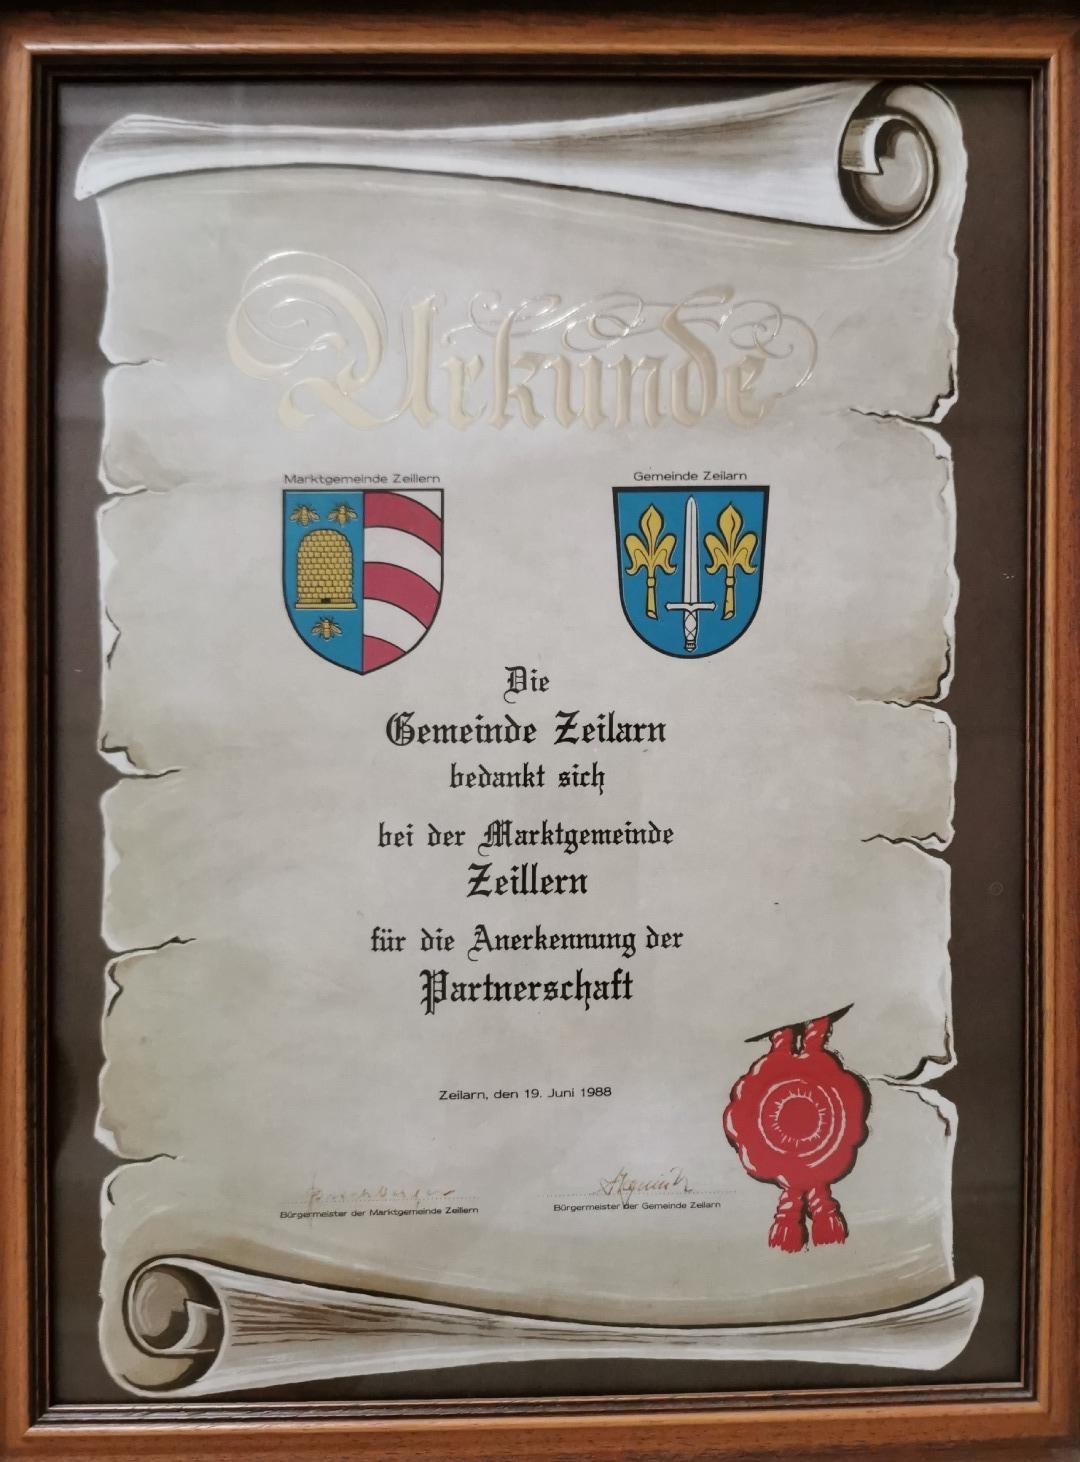 Urkunde
Marktgemeinde Zeillern
Gemeinde Zeilarn
Die
Gemeinde Zeilarn
bedankt sich
bei der Marktgemeinde
Zeillern
für die Anerkennung der
Partnerschaft
Zeilarn, den 19. Juni 1988
Bürgermeister der Marktgemeinde Zeillern
Bürgermeister der Gemeinde Zeilarn